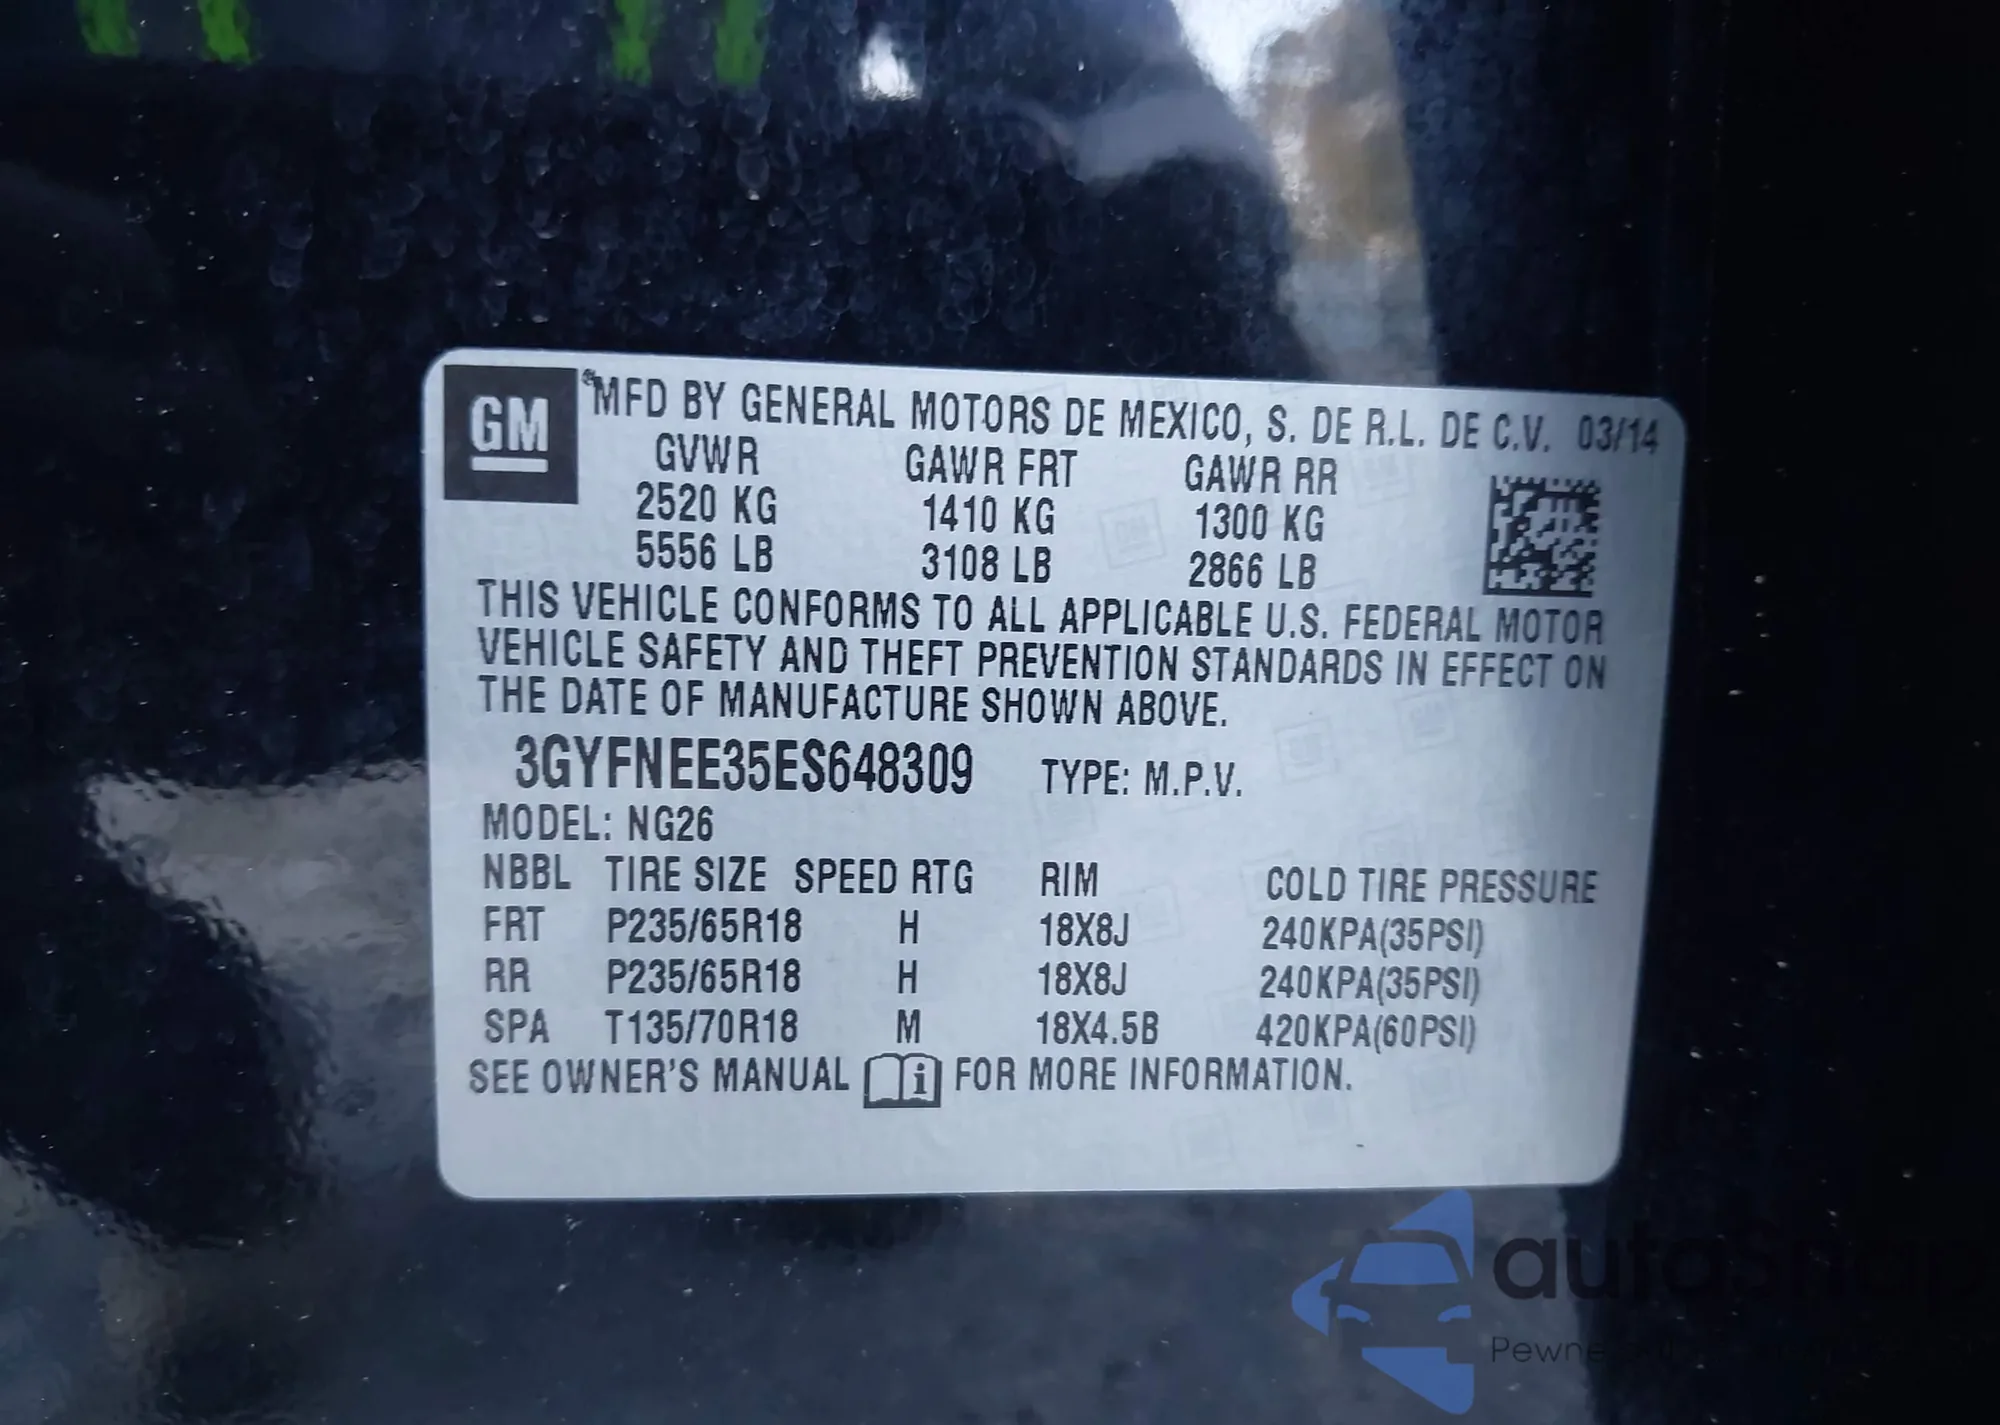 GM
®MFD BY GENERAL MOTORS DE MEXICO, S. DE R.L. DE C.V. 03/14
GVWR GAWR FRT GAWR RR
2520 KG 1410 KG 1300 KG
5556 LB 3108 LB 2866 LB
THIS VEHICLE CONFORMS TO ALL APPLICABLE U.S. FEDERAL MOTOR
VEHICLE SAFETY AND THEFT PREVENTION STANDARDS IN EFFECT ON
THE DATE OF MANUFACTURE SHOWN ABOVE.
3GYFNEE35ES648309 TYPE: M.P.V.
MODEL: NG26
NBBL TIRE SIZE SPEED RTG RIM COLD TIRE PRESSURE
FRT P235/65R18 H 18X8J 240KPA(35PSI)
RR P235/65R18 H 18X8J 240KPA(35PSI)
SPA T135/70R18 M 18X4.5B 420KPA(60PSI)
SEE OWNER'S MANUAL i FOR MORE INFORMATION.
autosnap